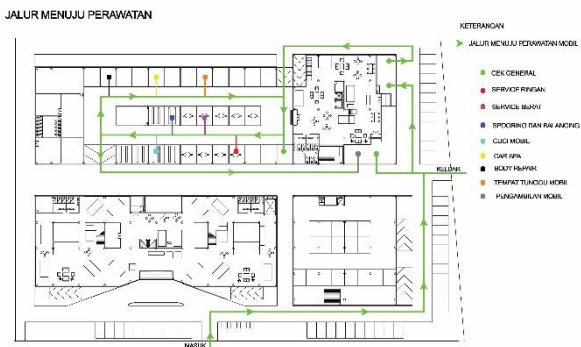 JALUR MENUJU PERAWATAN
KETERANGAN
JALUR MENUJU PERAWATAN MOBIL
CEK GENERAL
SERVICE RINGAN
SERVICE BERAT
SPOORING DAN BALANCING
CUCI MOBIL
CAR SPA
BODY REPAIR
TEMPAT TUNGGU MOBIL
PENGAMBILAN MOBIL
KELUAR
MASUK